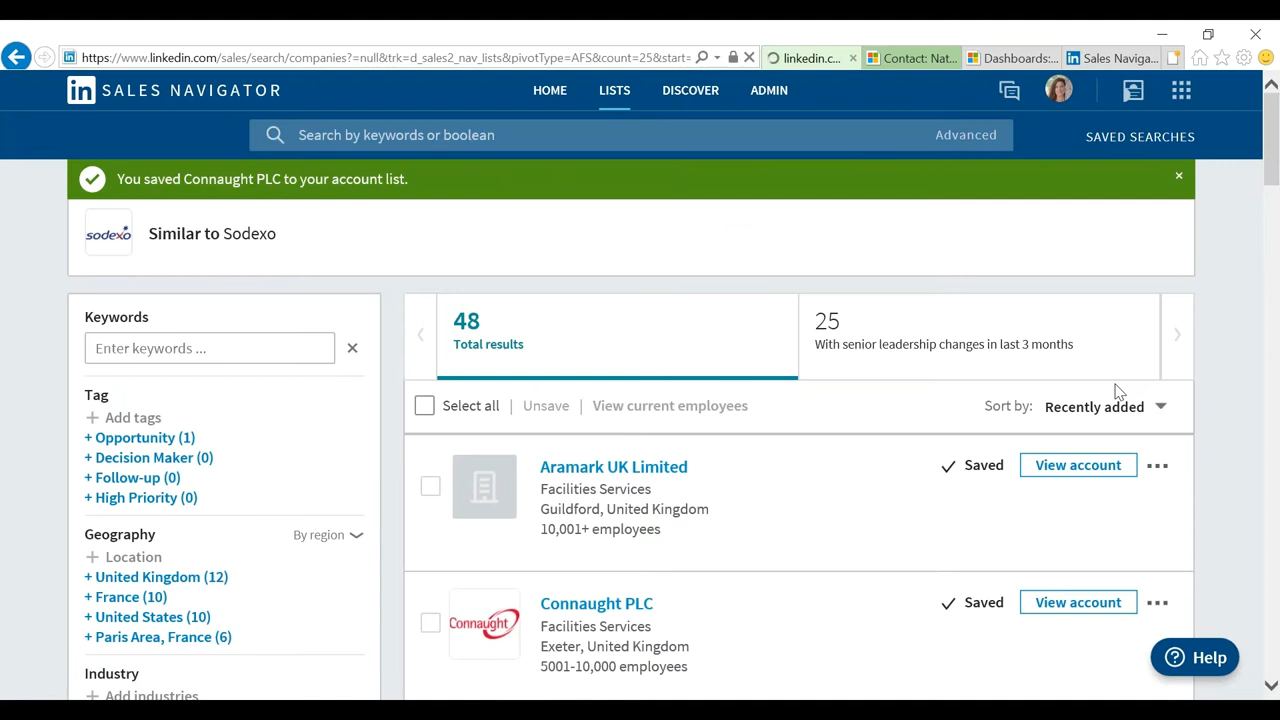 https://www.linkedin.com/sales/search/companies?=null&trk=d_sales2_nav_lists&pivotType=AFS&count=25&start=
linkedin.c...
Contact: Nat...
Dashboards:...
Sales Naviga...
in SALES NAVIGATOR
HOME
LISTS
DISCOVER
ADMIN
Search by keywords or boolean
Advanced
SAVED SEARCHES
You saved Connaught PLC to your account list.
sodexo
Similar to Sodexo
Keywords
Enter keywords ...
Tag
+ Add tags
+ Opportunity (1)
+ Decision Maker (0)
+ Follow-up (0)
+ High Priority (0)
Geography
By region
+ Location
+ United Kingdom (12)
+ France (10)
+ United States (10)
+ Paris Area, France (6)
Industry
+ Add industries
48
Total results
25
With senior leadership changes in last 3 months
Select all | Unsave | View current employees
Sort by: Recently added
Aramark UK Limited
Facilities Services
Guildford, United Kingdom
10,001+ employees
Saved
View account
Connaught
Connaught PLC
Facilities Services
Exeter, United Kingdom
5001-10,000 employees
Saved
View account
Help